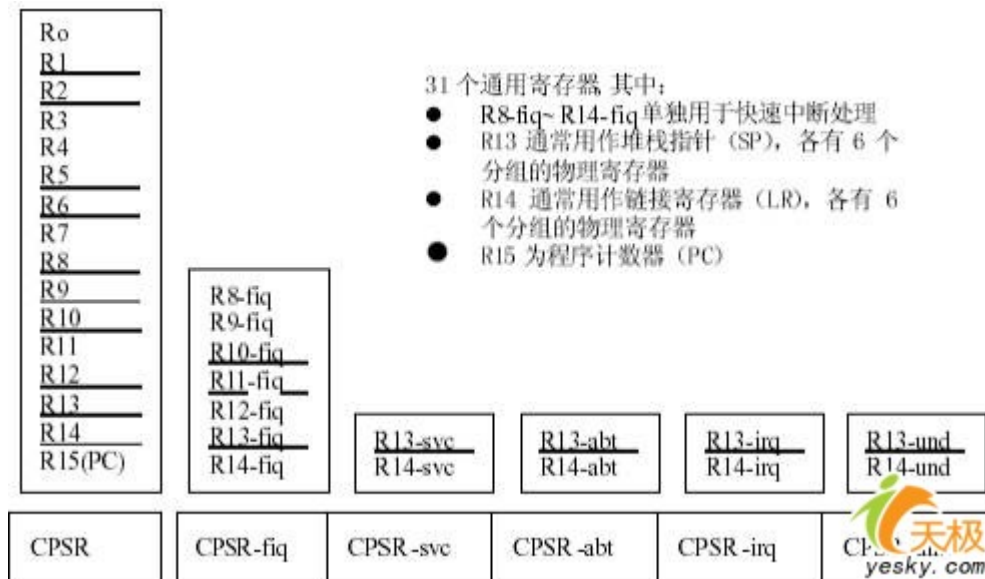 Ro
R1
R2
R3
R4
R5
R6
R7
R8
R9
R10
R11
R12
R13
R14
R15(PC)
31 个通用寄存器, 其中:
R8-fiq~ R14-fiq单独用于快速中断处理
R13 通常用作堆栈指针 (SP), 各有 6 个
分组的物理寄存器
R14 通常用作链接寄存器 (LR), 各有 6
个分组的物理寄存器
R15 为程序计数器 (PC)
R8-fiq
R9-fiq
R10-fiq
R11-fiq
R12-fiq
R13-fiq
R14-fiq
R13-svc
R14-svc
R13-abt
R14-abt
R13-irq
R14-irq
R13-und
R14-und
CPSR
CPSR-fiq
CPSR-svc
CPSR-abt
CPSR-irq
天极
yesky.com